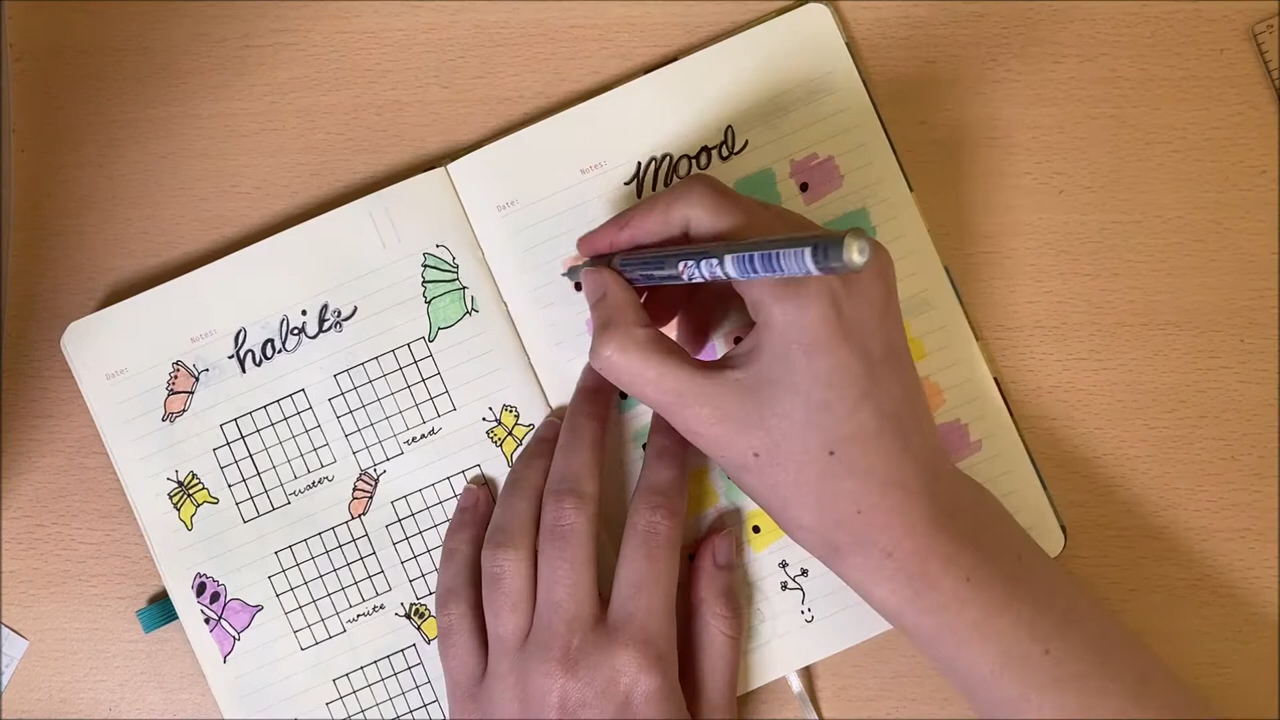 Notes:
Date:
habits
water
read
write
Mood
Notes:
Date: